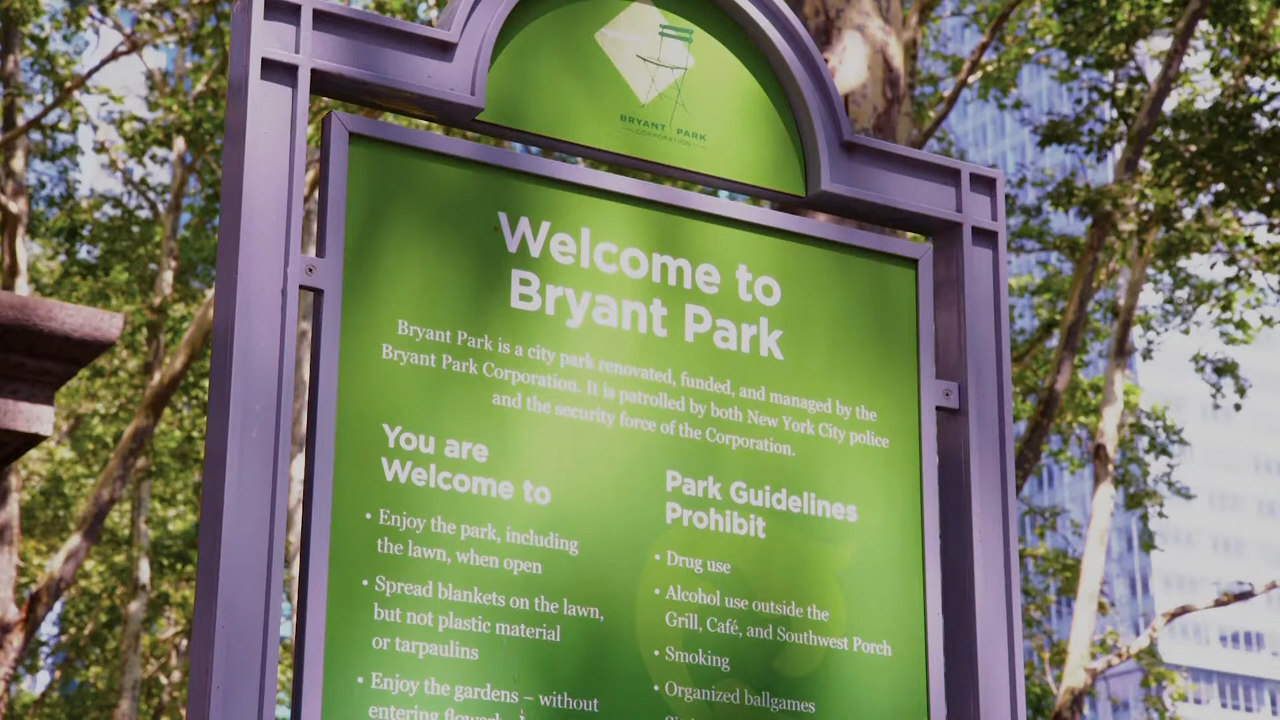 BRYANT PARK
CORPORATION
Welcome to
Bryant Park
Bryant Park is a city park renovated, funded, and managed by the
Bryant Park Corporation. It is patrolled by both New York City police
and the security force of the Corporation.
You are
Welcome to
• Enjoy the park, including
the lawn, when open
• Spread blankets on the lawn,
but not plastic material
or tarpaulins
• Enjoy the gardens – without
entering
Park Guidelines
Prohibit
• Drug use
• Alcohol use outside the
Grill, Café, and Southwest Porch
• Smoking
• Organized ballgames